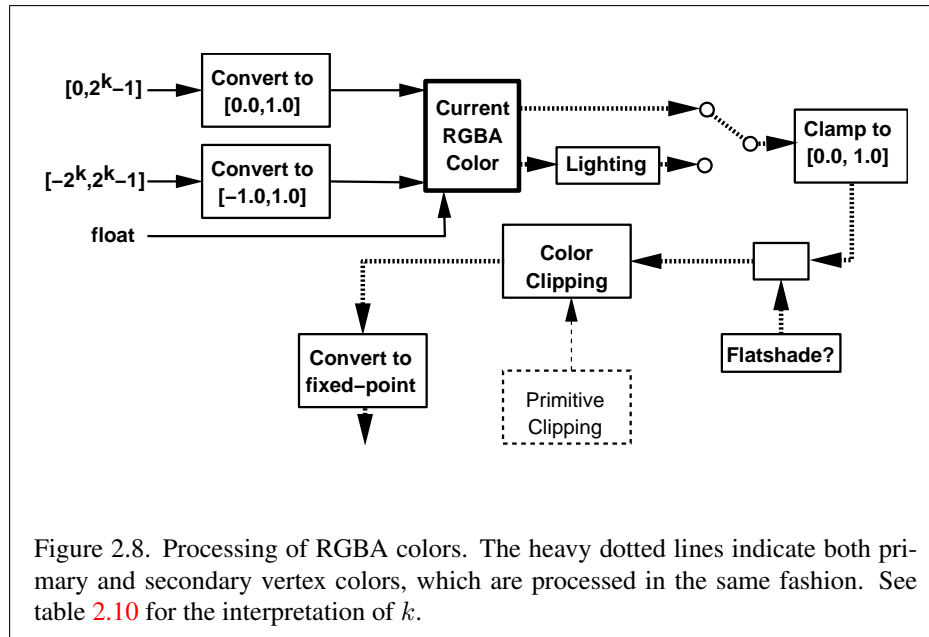 [0,2^k−1]
Convert to
[0.0,1.0]
Current
RGBA
Color
Clamp to
[0.0, 1.0]
Lighting
[−2^k,2^k−1]
Convert to
[−1.0,1.0]
float
Color
Clipping
Flatshade?
Convert to
fixed−point
Primitive
Clipping
Figure 2.8. Processing of RGBA colors. The heavy dotted lines indicate both pri-
mary and secondary vertex colors, which are processed in the same fashion. See
table 2.10 for the interpretation of k.